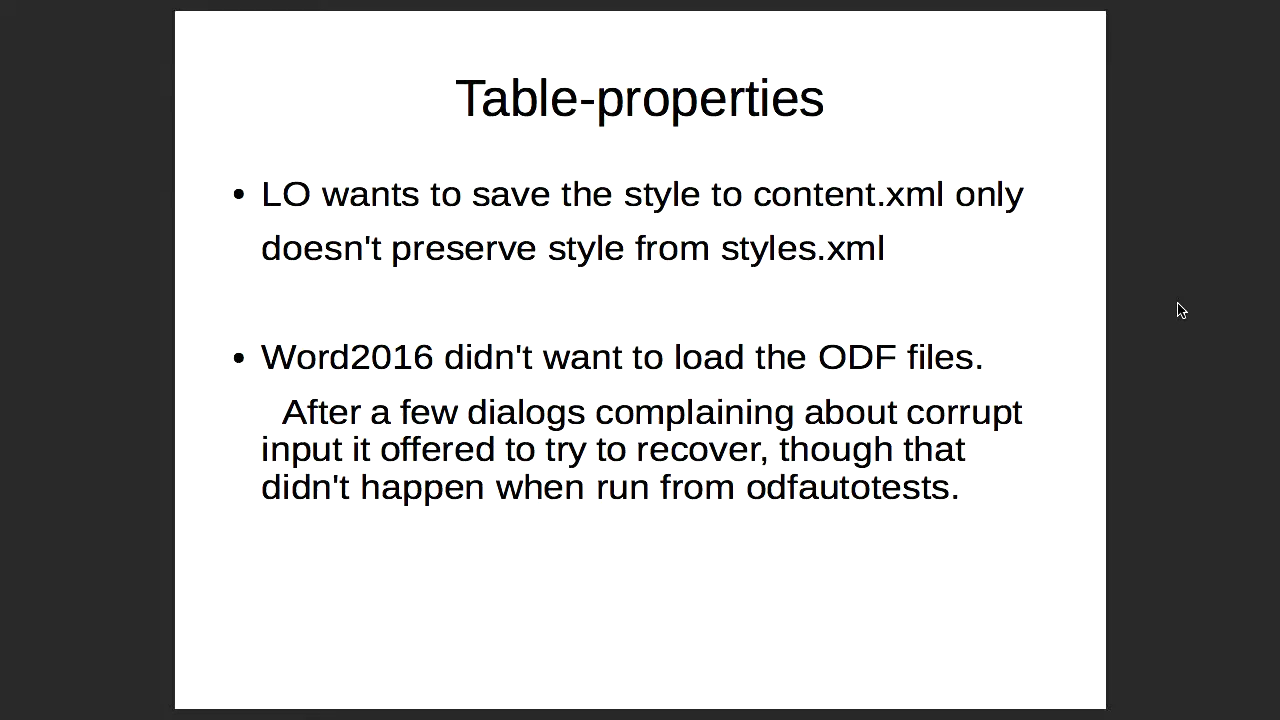 Table-properties
• LO wants to save the style to content.xml only
doesn't preserve style from styles.xml
• Word2016 didn't want to load the ODF files.
After a few dialogs complaining about corrupt
input it offered to try to recover, though that
didn't happen when run from odfautotests.